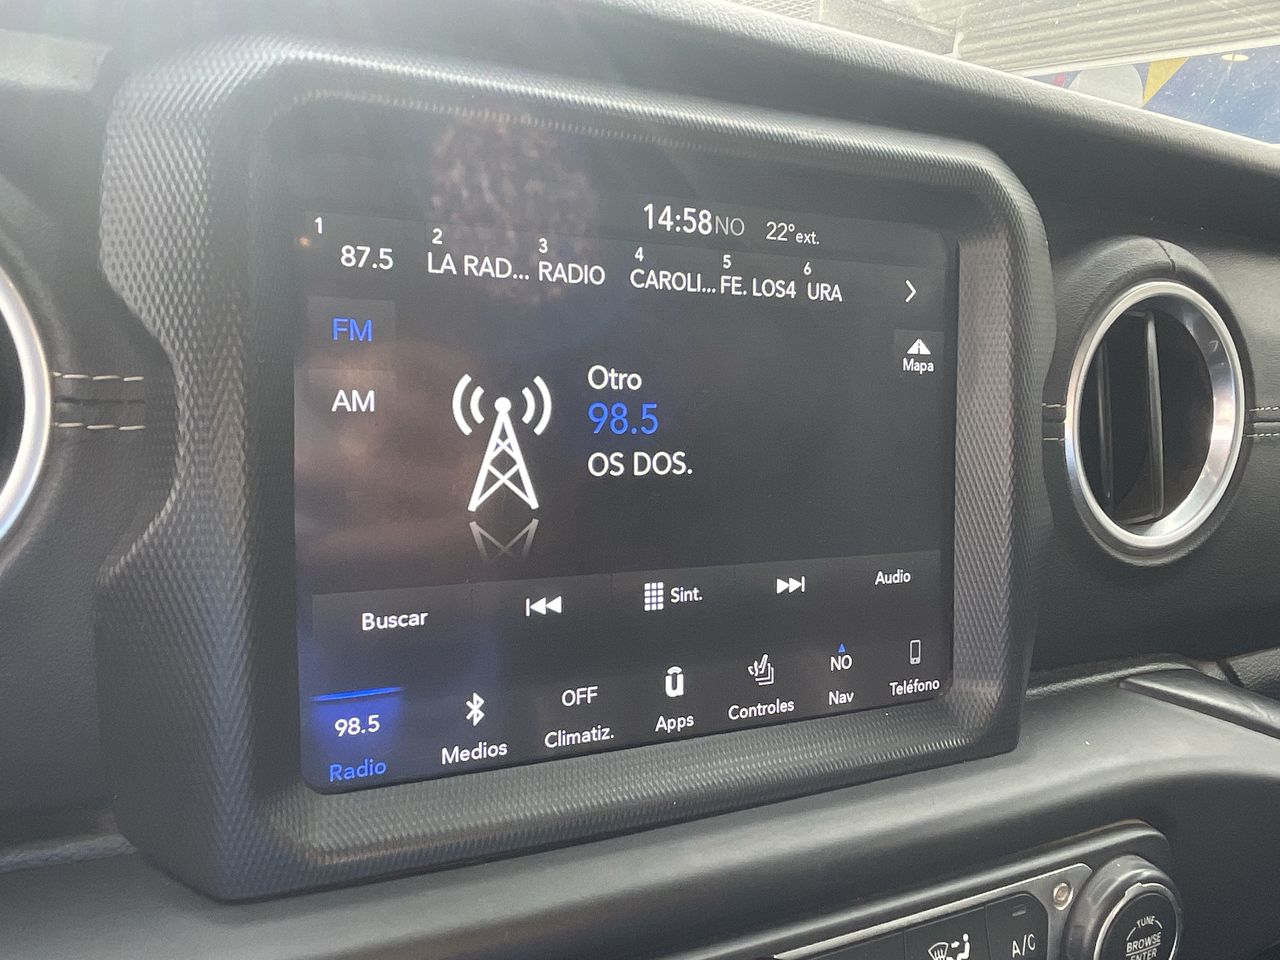 14:58 NO 22° ext.
1 2 3 4 5 6
87.5 LA RAD... RADIO CAROLI... FE. LOS4 URA
FM
Mapa
AM
Otro
98.5
OS DOS.
Buscar Sint. Audio
98.5 OFF NO
Radio Medios Climatiz. Apps Controles Nav Teléfono
A/C
TUNE
BROWSE
ENTER